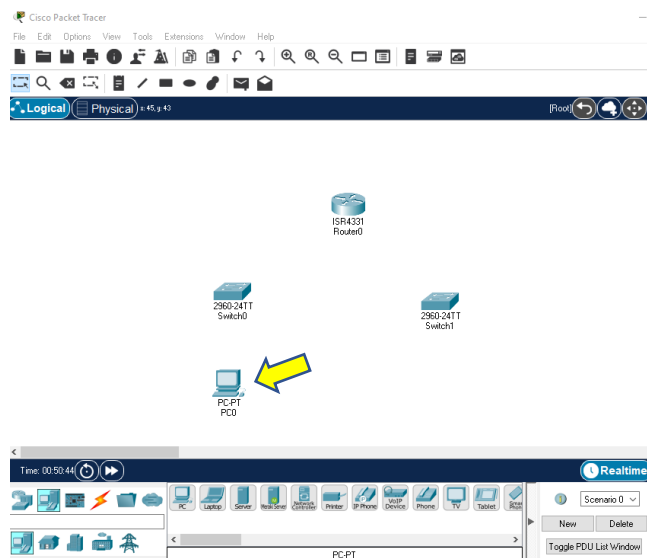 Cisco Packet Tracer
File Edit Options View Tools Extensions Window Help
Logical Physical x: 45, y: 43 [Root]
ISR4331
Router0
2960-24TT
Switch0
2960-24TT
Switch1
PC-PT
PC0
Time: 00:50:44 Realtime
PC Laptop Server Printer IP Phone VoIP Device Phone TV Tablet Smart
Scenario 0
New Delete
Toggle PDU List Window
PC-PT